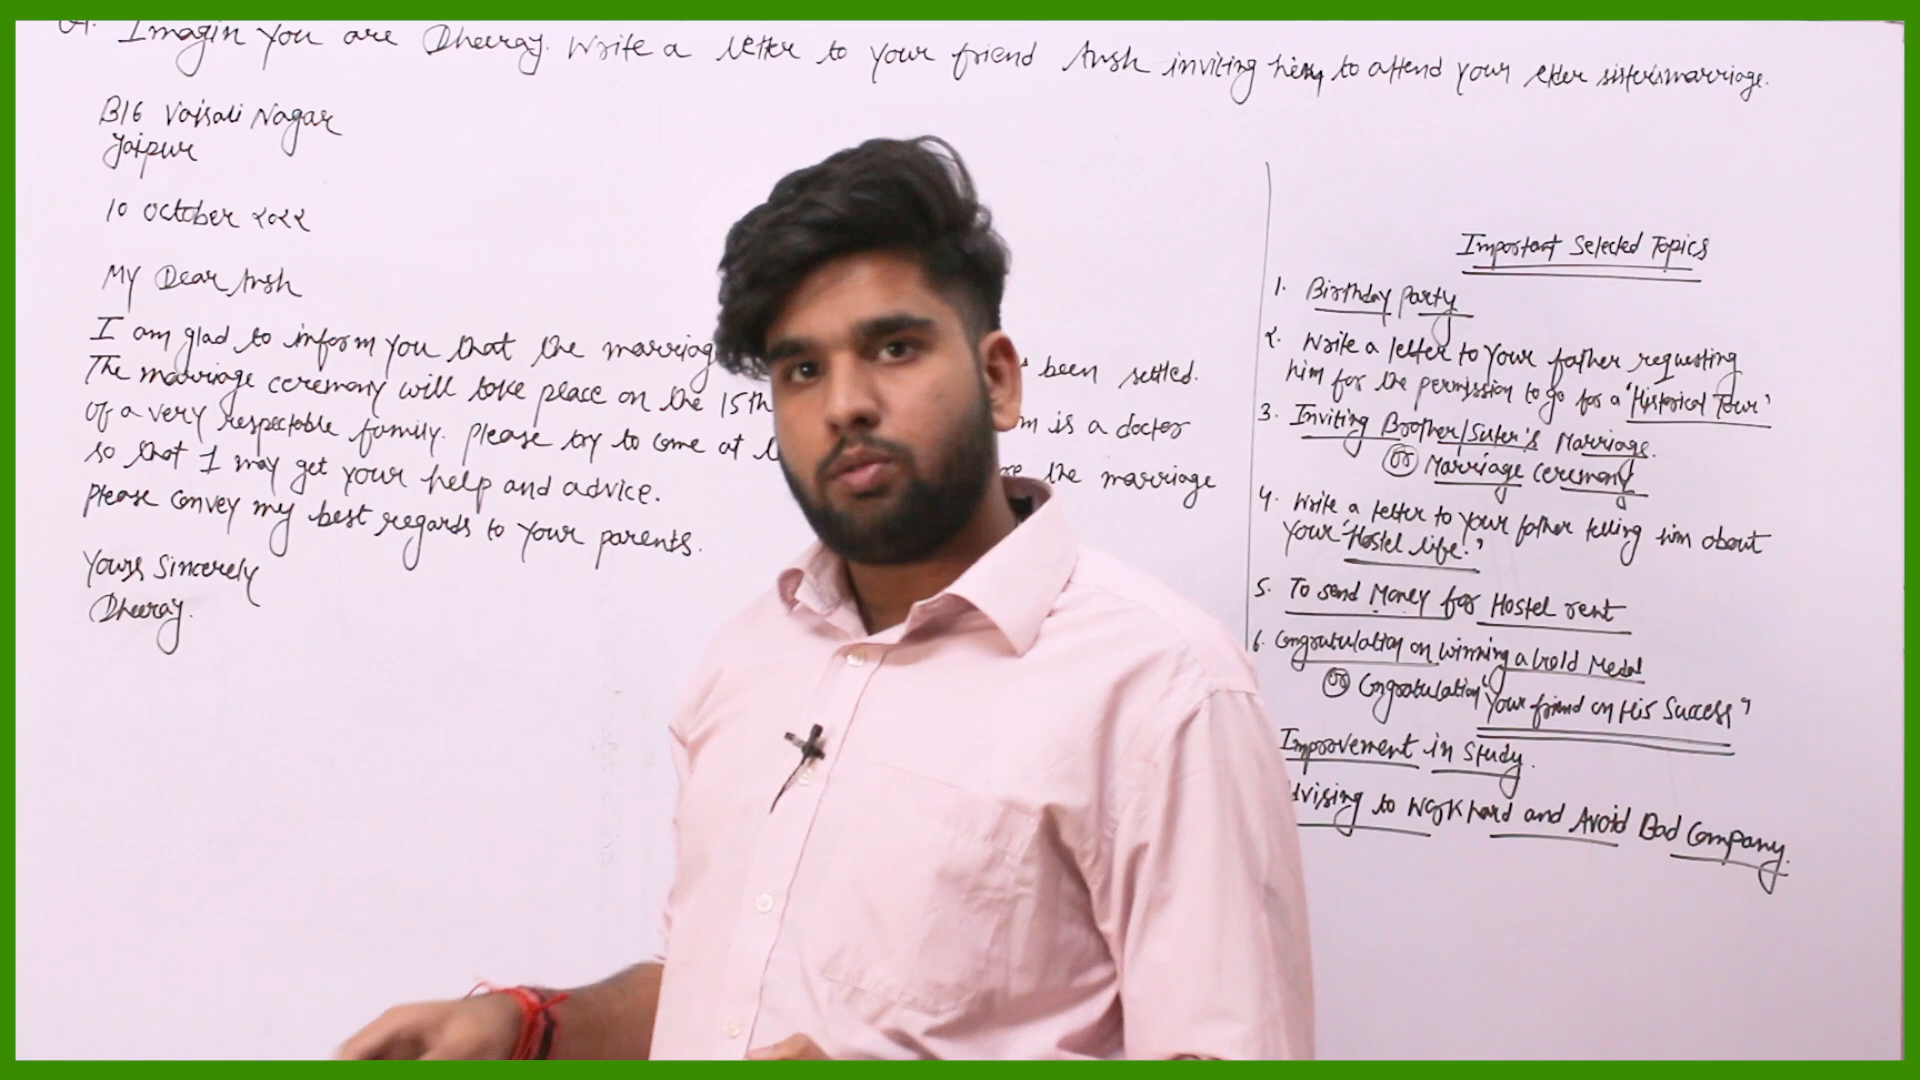 Imagin you are Dheeraj. Write a letter to your friend Ansh inviting him to attend your elder sister's marriage.
B16 Vaisali Nagar
Jaipur
10 October 2022
My Dear Ansh
I am glad to inform you that the marriag been settled.
The marriage ceremony will take place on the 15th m is a doctor
of a very respectable family. Please try to come at the marriage
so that I may get your help and advice.
Please convey my best regards to your parents.
Yours Sincerely
Dheeraj.
Important Selected Topics
1. Birthday Party
2. Write a letter to your father requesting
him for the permission to go for a 'Historical Tour'
3. Inviting Brother/Sister's Marriage.
OR Marriage ceremony
4. Write a letter to your father telling him about
your 'Hostel life.'
5. To send Money for Hostel rent
6. Congratulation on winning a Gold Medal
OR Congratulation "Your friend on His Success"
Improvement in study.
dvising to Work hard and Avoid Bad Company.